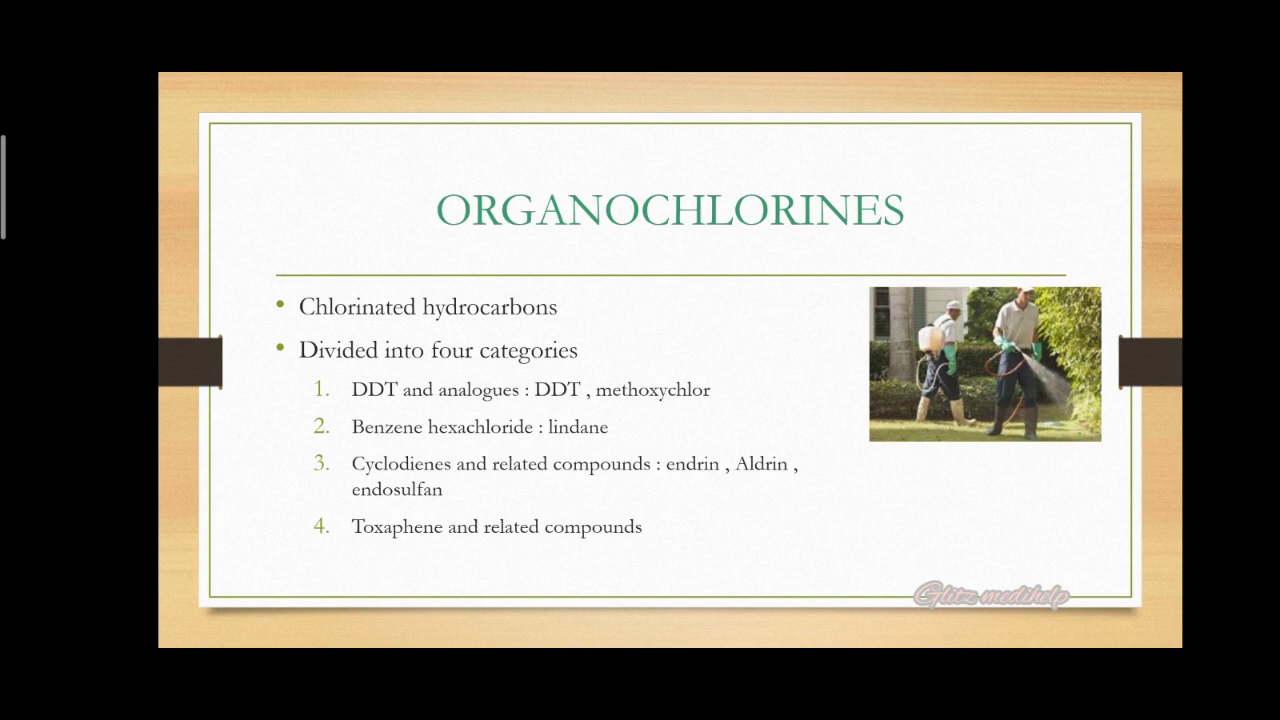 ORGANOCHLORINES
• Chlorinated hydrocarbons
• Divided into four categories
1. DDT and analogues : DDT , methoxychlor
2. Benzene hexachloride : lindane
3. Cyclodienes and related compounds : endrin , Aldrin ,
endosulfan
4. Toxaphene and related compounds
Glitz medihelp